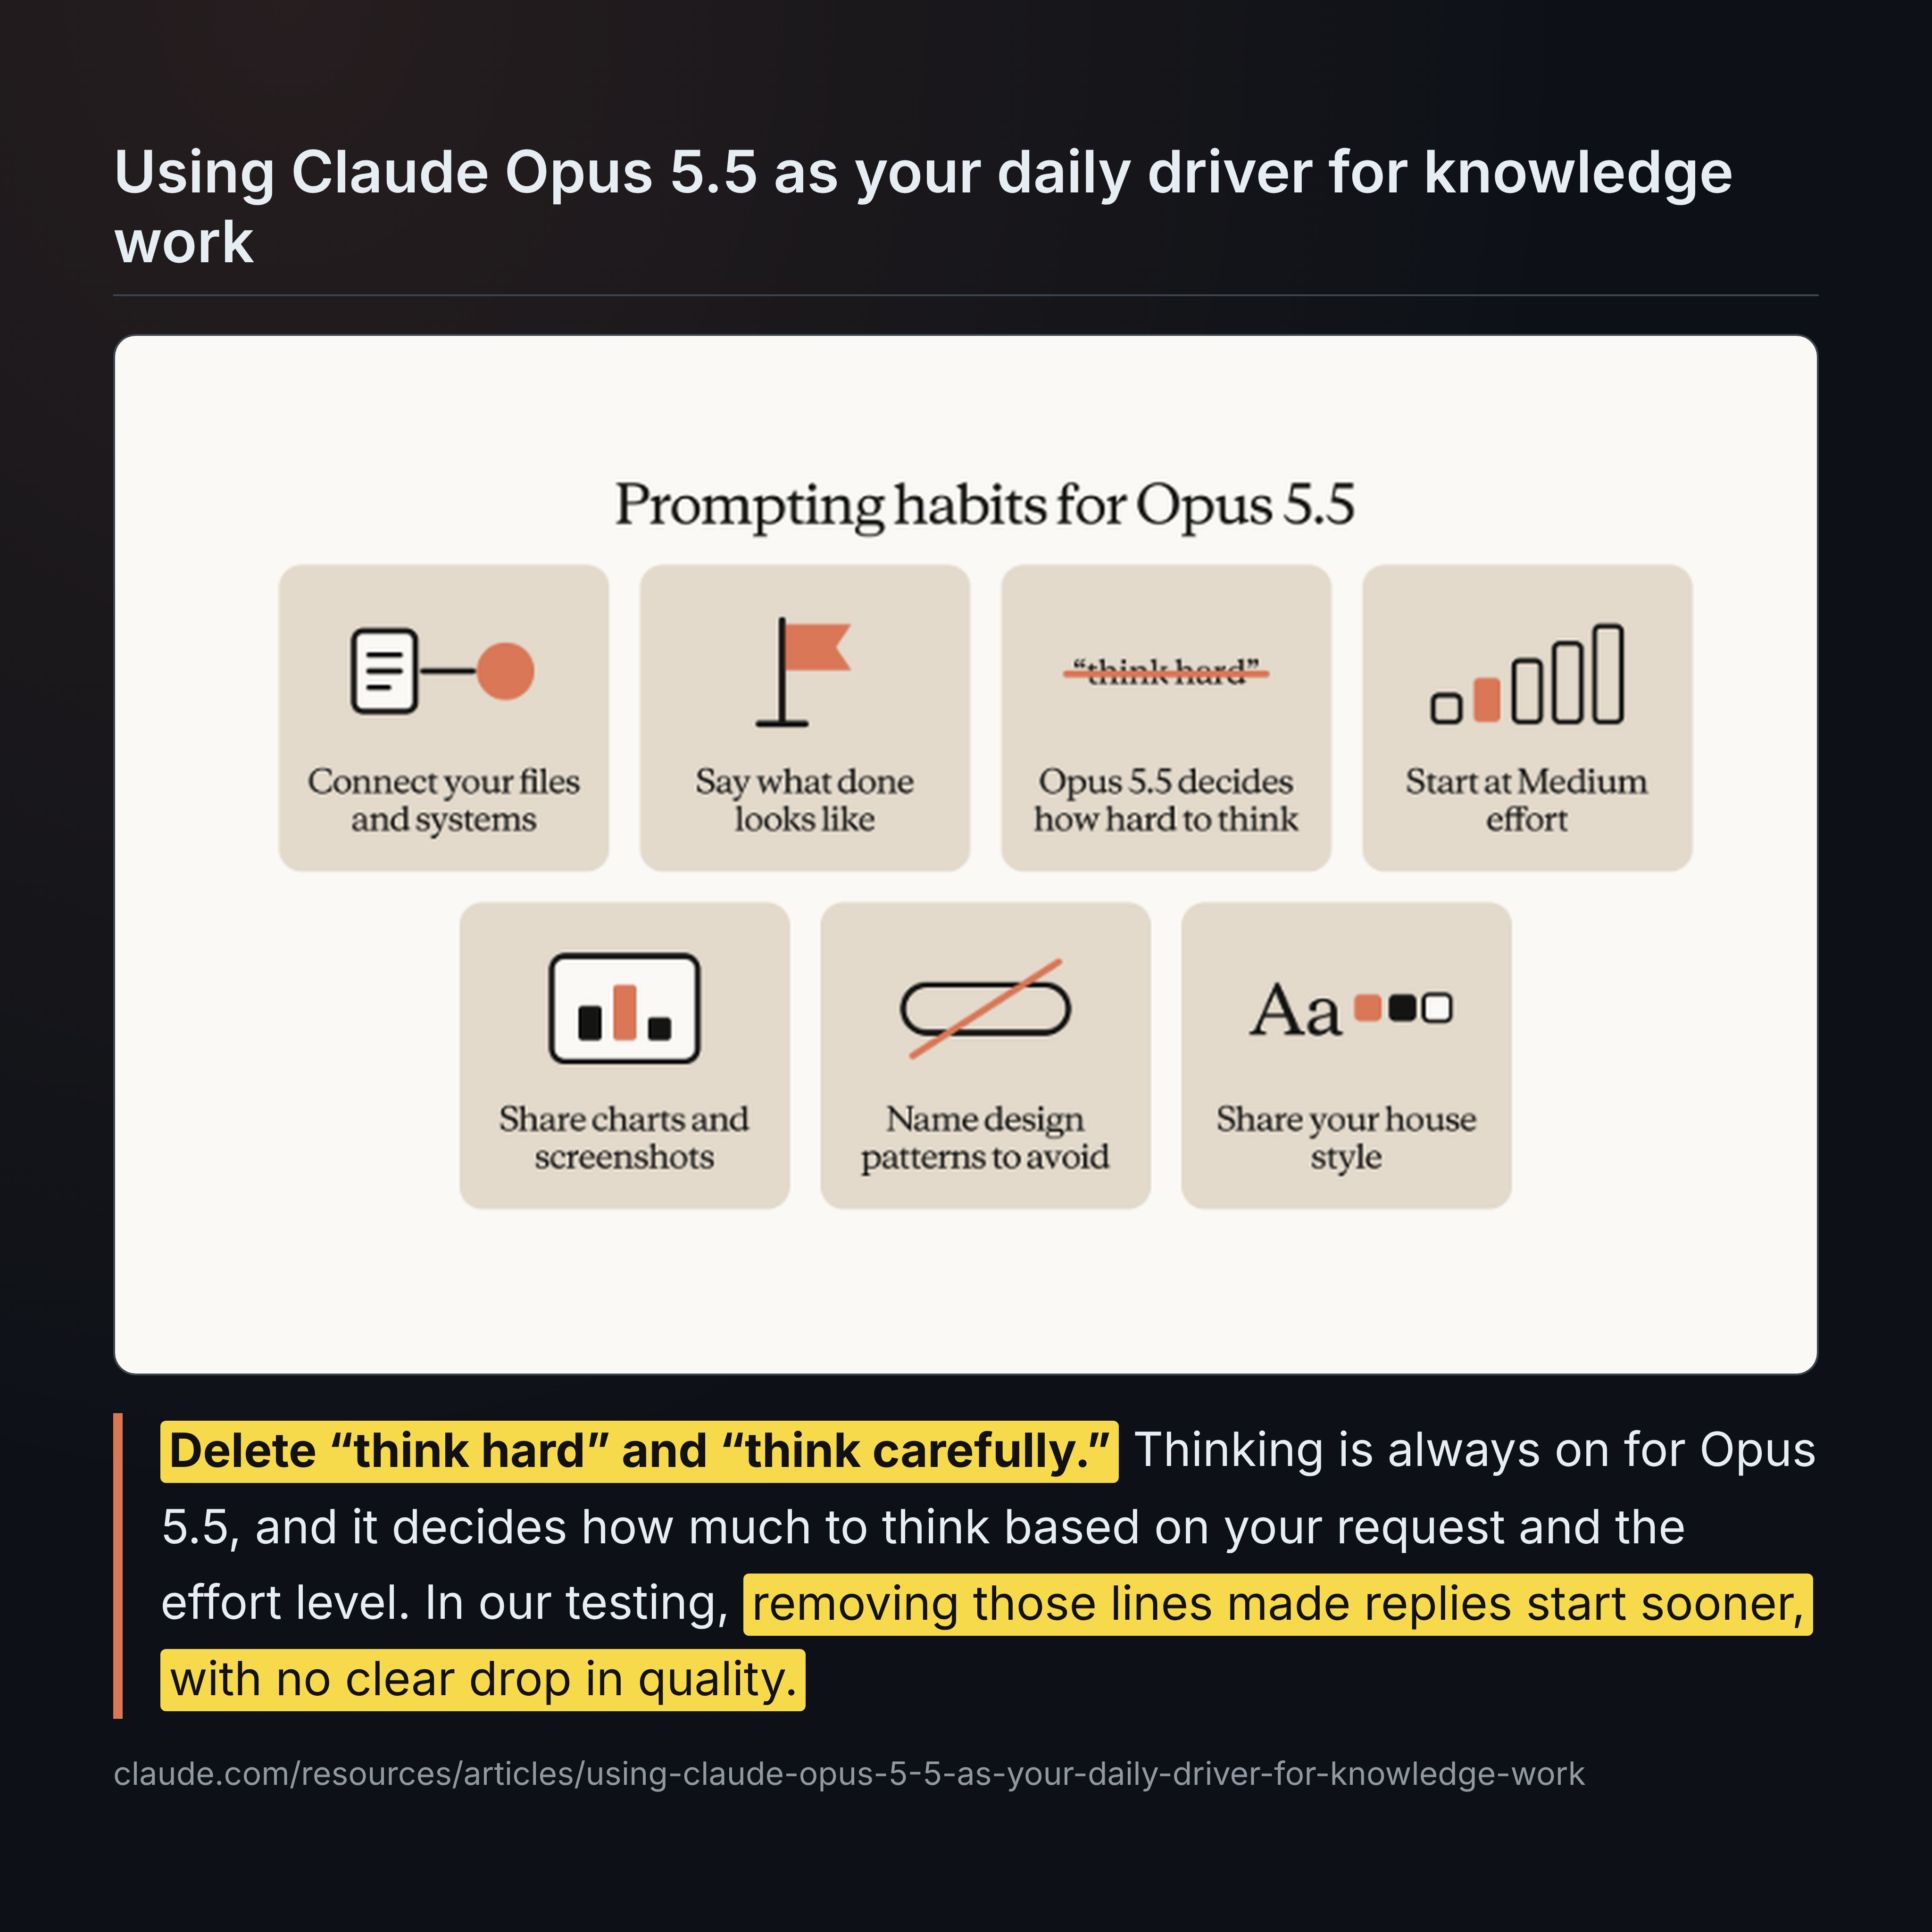 Using Claude Opus 5.5 as your daily driver for knowledge
work
Prompting habits for Opus 5.5
Connect your files
and systems
Say what done
looks like
“think hard”
Opus 5.5 decides
how hard to think
Start at Medium
effort
Share charts and
screenshots
Name design
patterns to avoid
Aa
Share your house
style
Delete “think hard” and “think carefully.” Thinking is always on for Opus
5.5, and it decides how much to think based on your request and the
effort level. In our testing, removing those lines made replies start sooner,
with no clear drop in quality.
claude.com/resources/articles/using-claude-opus-5-5-as-your-daily-driver-for-knowledge-work